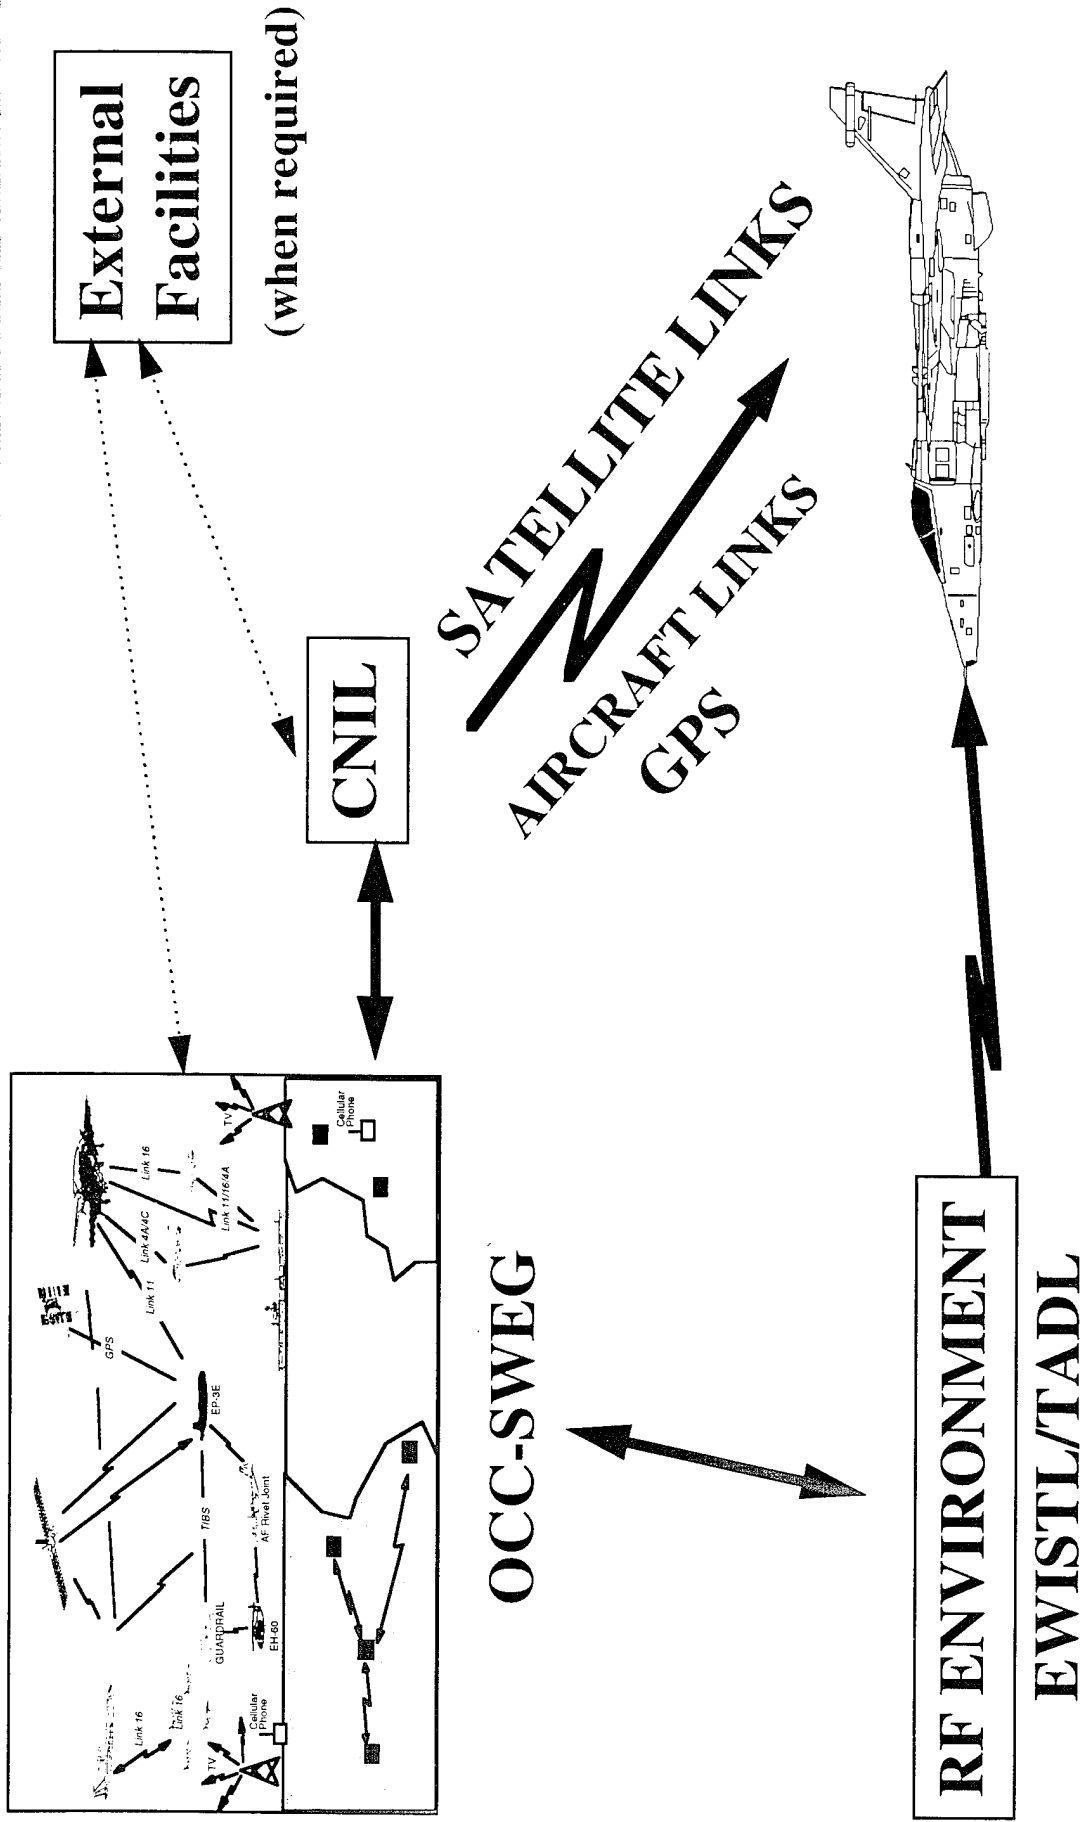 External
Facilities
(when required)
CNIL
SATELLITE LINKS
AIRCRAFT LINKS
GPS
Link 16
Link 16
TV
Cellular
Phone
GUARDRAIL
EH-60
TIBS
AF Rivet Joint
EP-3E
GPS
Link 11
Link 4A/4C
Link 16
Link 11/16/4A
TV
Cellular
Phone
OCC-SWEG
RF ENVIRONMENT
EWISTL/TADL